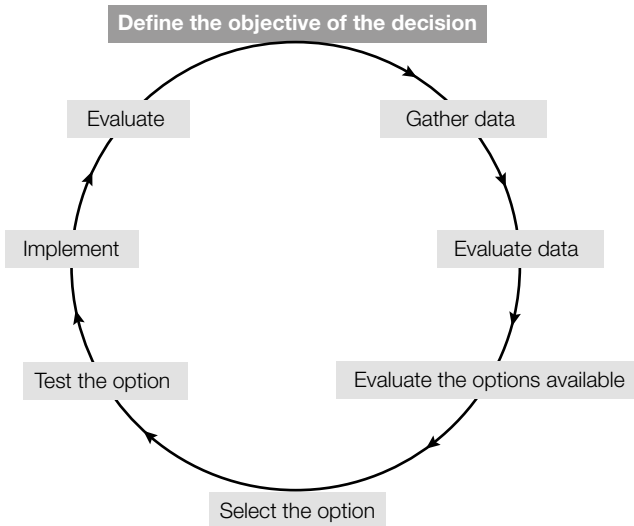 Define the objective of the decision
Gather data
Evaluate data
Evaluate the options available
Select the option
Test the option
Implement
Evaluate